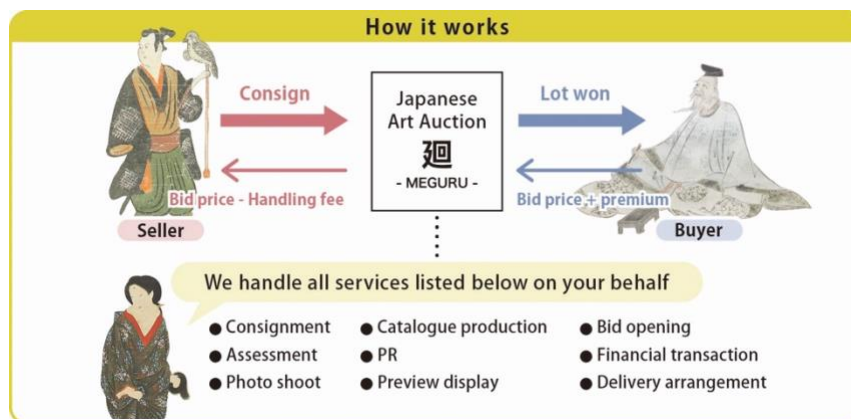 How it works
Consign
Japanese
Art Auction
廻
- MEGURU -
Lot won
Bid price - Handling fee
Bid price + premium
Seller
Buyer
We handle all services listed below on your behalf
● Consignment
● Assessment
● Photo shoot
● Catalogue production
● PR
● Preview display
● Bid opening
● Financial transaction
● Delivery arrangement